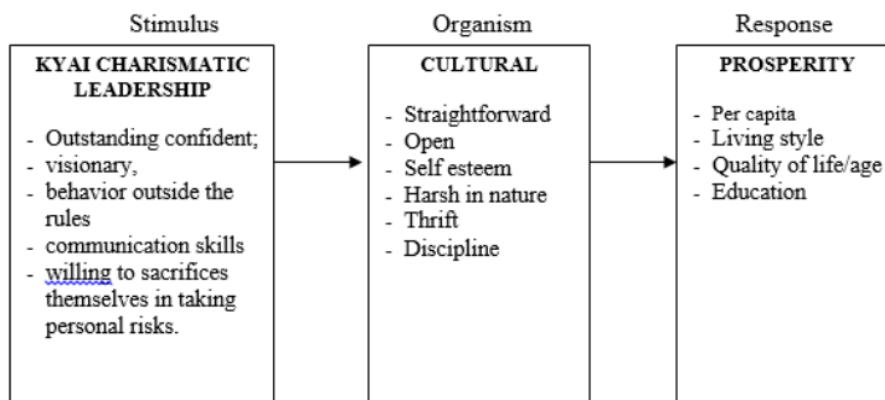 Stimulus
Organism
Response
KYAI CHARISMATIC
LEADERSHIP
- Outstanding confident;
- visionary,
- behavior outside the
rules
- communication skills
- willing to sacrifices
themselves in taking
personal risks.
CULTURAL
- Straightforward
- Open
- Self esteem
- Harsh in nature
- Thrift
- Discipline
PROSPERITY
- Per capita
- Living style
- Quality of life/age
- Education